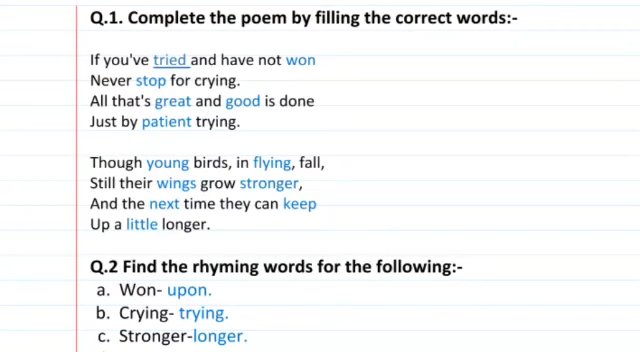 Q.1. Complete the poem by filling the correct words:-
If you've tried and have not won
Never stop for crying.
All that's great and good is done
Just by patient trying.
Though young birds, in flying, fall,
Still their wings grow stronger,
And the next time they can keep
Up a little longer.
Q.2 Find the rhyming words for the following:-
a. Won- upon.
b. Crying- trying.
c. Stronger-longer.